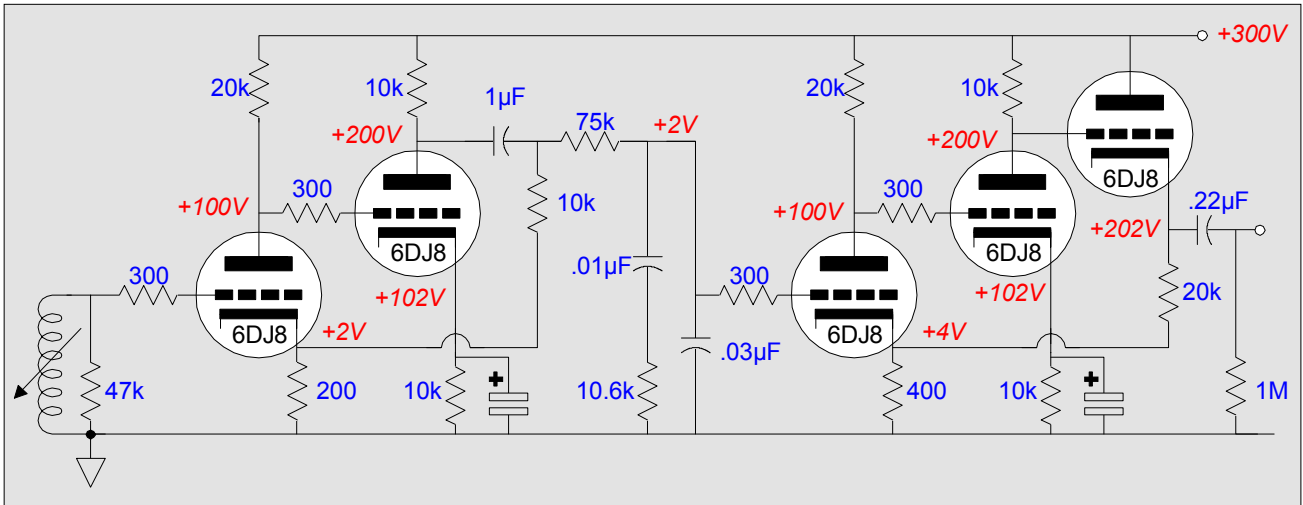 +300V
20k
10k
1µF
75k
+2V
20k
10k
+200V
+200V
6DJ8
300
10k
300
.22µF
+100V
6DJ8
+100V
6DJ8
+202V
300
.01µF
300
+102V
+102V
20k
6DJ8
+2V
.03µF
6DJ8
+4V
47k
200
10k
+
10.6k
400
10k
+
1M